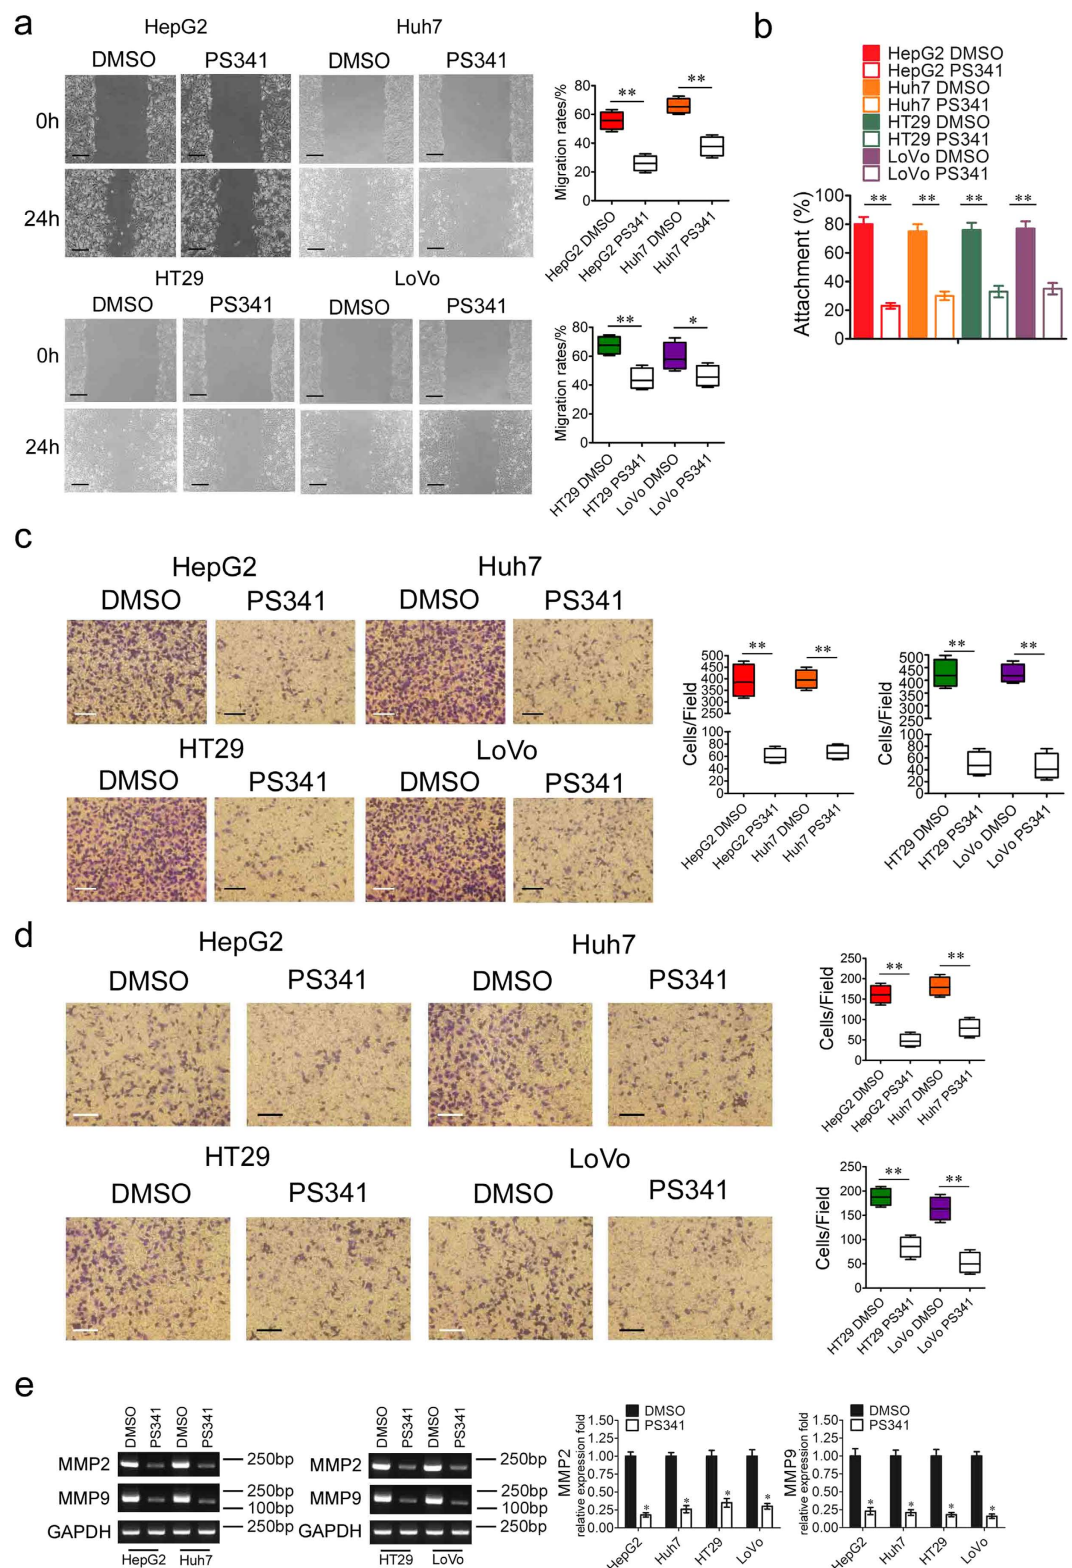 a
HepG2 Huh7
DMSO PS341 DMSO PS341
0h
24h
HT29 LoVo
DMSO PS341 DMSO PS341
0h
24h
Migration rates/%
80
60
40
20
0
** **
HepG2 DMSO
HepG2 PS341
Huh7 DMSO
Huh7 PS341
Migration rates/%
80
60
40
20
0
** *
HT29 DMSO
HT29 PS341
LoVo DMSO
LoVo PS341
b
HepG2 DMSO
HepG2 PS341
Huh7 DMSO
Huh7 PS341
HT29 DMSO
HT29 PS341
LoVo DMSO
LoVo PS341
Attachment (%)
100
80
60
40
20
0
** ** ** **
c
HepG2 Huh7
DMSO PS341 DMSO PS341
HT29 LoVo
DMSO PS341 DMSO PS341
Cells/Field
500
450
400
350
300
250
100
80
60
40
20
0
** **
HepG2 DMSO
HepG2 PS341
Huh7 DMSO
Huh7 PS341
Cells/Field
500
450
400
350
300
250
100
80
60
40
20
0
** **
HT29 DMSO
HT29 PS341
LoVo DMSO
LoVo PS341
d
HepG2 Huh7
DMSO PS341 DMSO PS341
HT29 LoVo
DMSO PS341 DMSO PS341
Cells/Field
250
200
150
100
50
0
** **
HepG2 DMSO
HepG2 PS341
Huh7 DMSO
Huh7 PS341
Cells/Field
250
200
150
100
50
0
** **
HT29 DMSO
HT29 PS341
LoVo DMSO
LoVo PS341
e
DMSO PS341 DMSO PS341
MMP2 250bp
MMP9 250bp
100bp
GAPDH 250bp
HepG2 Huh7
DMSO PS341 DMSO PS341
MMP2 250bp
MMP9 250bp
100bp
GAPDH 250bp
HT29 LoVo
MMP2
relative expression fold
DMSO
PS341
1.50
1.25
1.00
0.75
0.50
0.25
0.00
* * * *
HepG2 Huh7 HT29 LoVo
MMP9
relative expression fold
DMSO
PS341
1.50
1.25
1.00
0.75
0.50
0.25
0.00
* * * *
HepG2 Huh7 HT29 LoVo